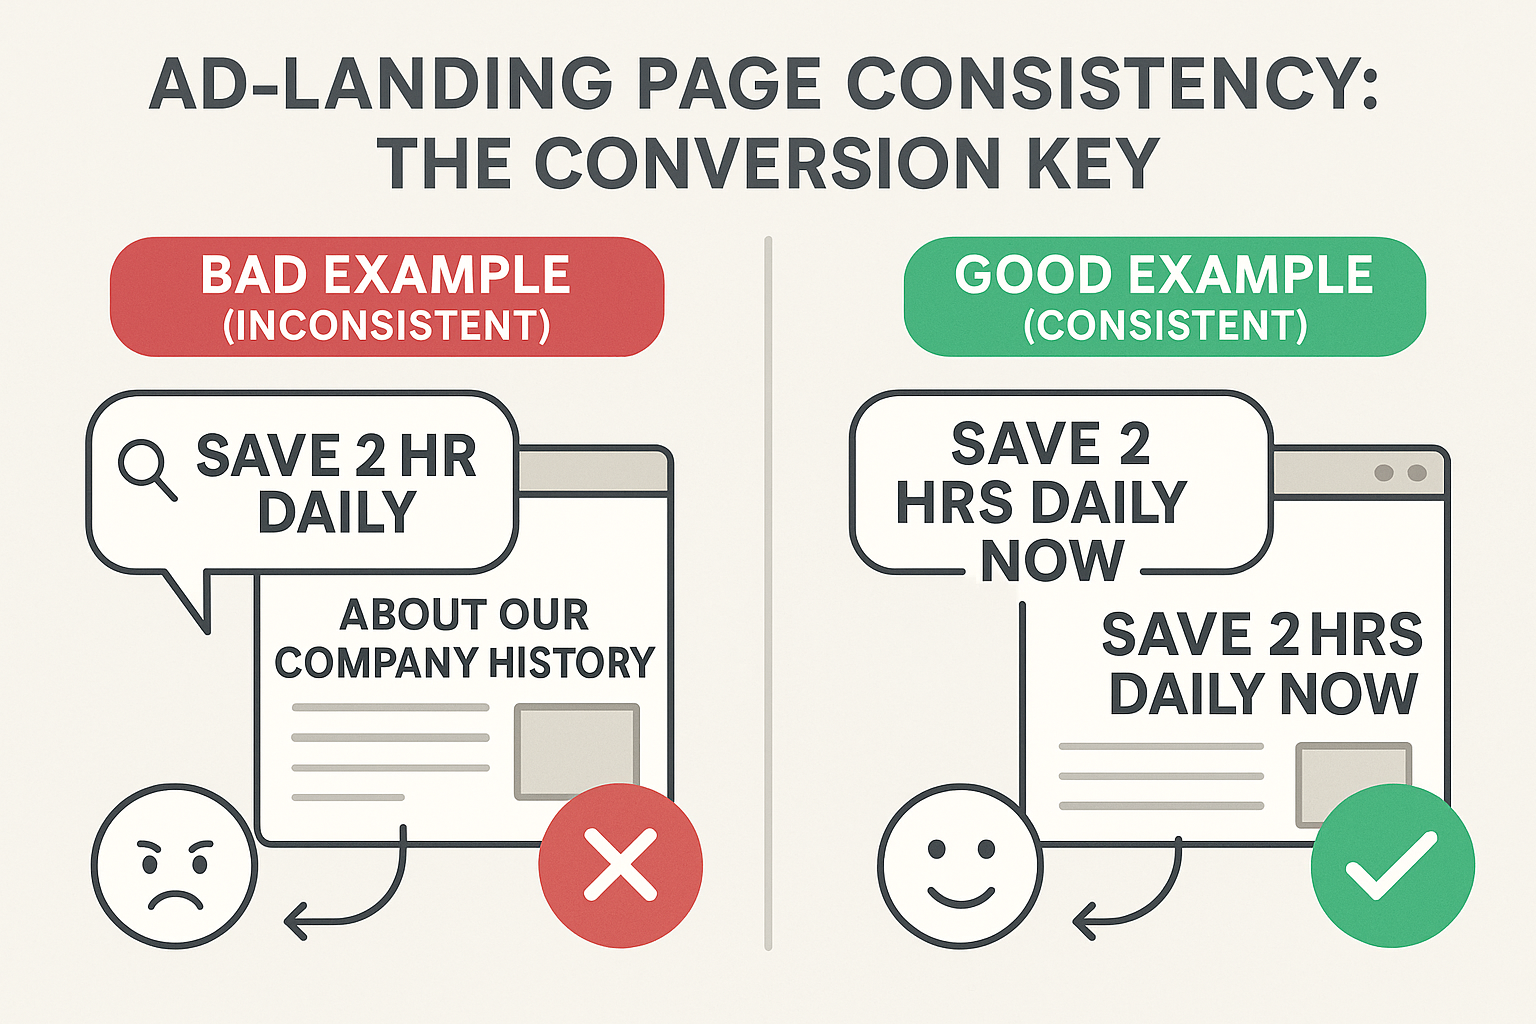 AD-LANDING PAGE CONSISTENCY:
THE CONVERSION KEY
BAD EXAMPLE
(INCONSISTENT)
SAVE 2 HR
DAILY
ABOUT OUR
COMPANY HISTORY
GOOD EXAMPLE
(CONSISTENT)
SAVE 2
HRS DAILY
NOW
SAVE 2 HRS
DAILY NOW